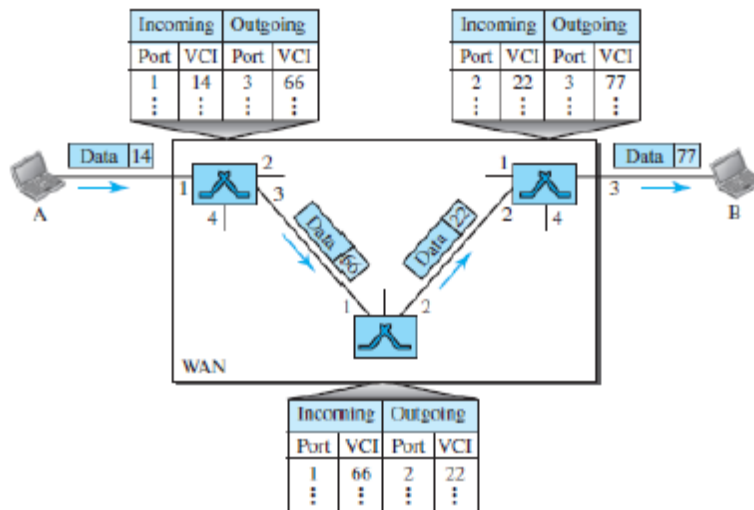 Incoming Outgoing
Port VCI Port VCI
1 14 3 66
Incoming Outgoing
Port VCI Port VCI
2 22 3 77
Data 14
A
1
2
3
4
Data 66
1
2
Data 22
1
2
4
3
Data 77
B
WAN
Incoming Outgoing
Port VCI Port VCI
1 66 2 22